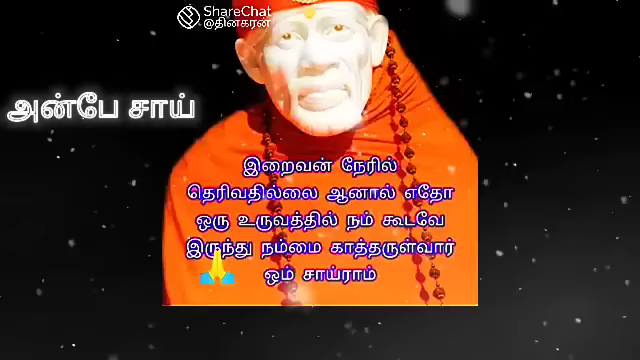 ShareChat
@தினகரன்
அன்பே சாய்
இறைவன் நேரில்
தெரிவதில்லை ஆனால் எதோ
ஒரு உருவத்தில் நம் கூடவே
இருந்து நம்மை காத்தருள்வார்
ஓம் சாய்ராம்